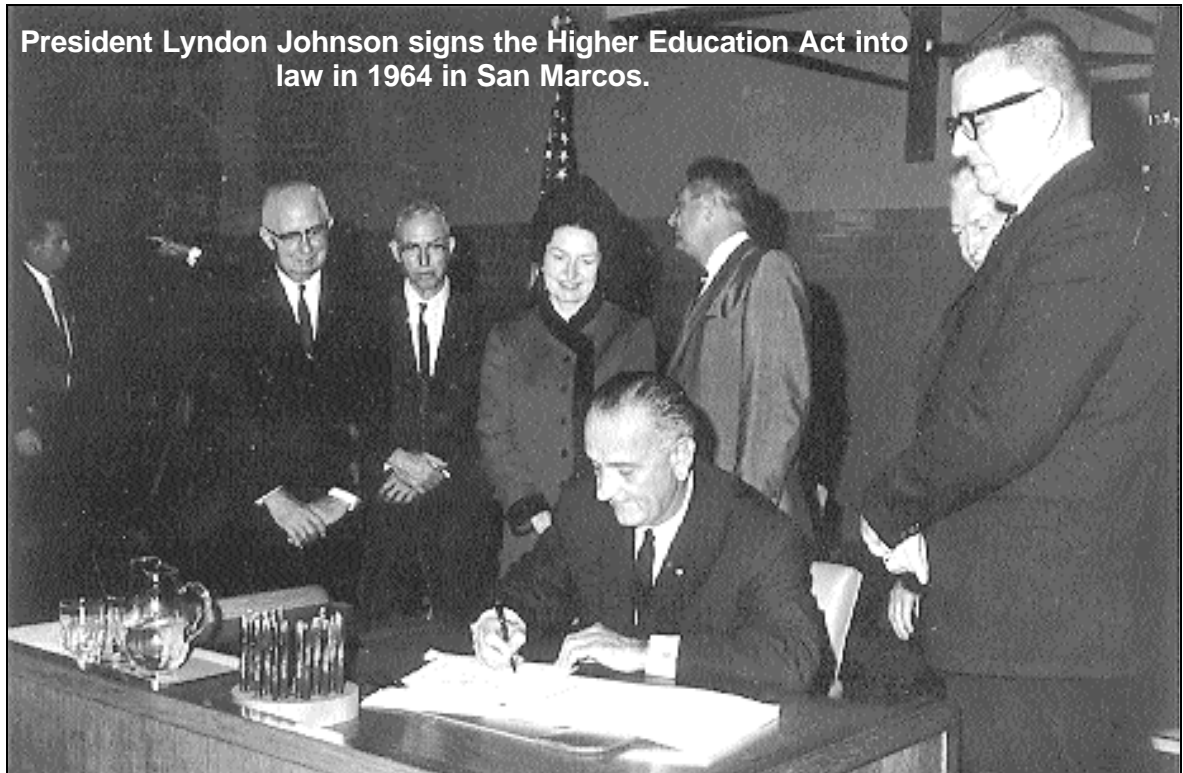 President Lyndon Johnson signs the Higher Education Act into
law in 1964 in San Marcos.